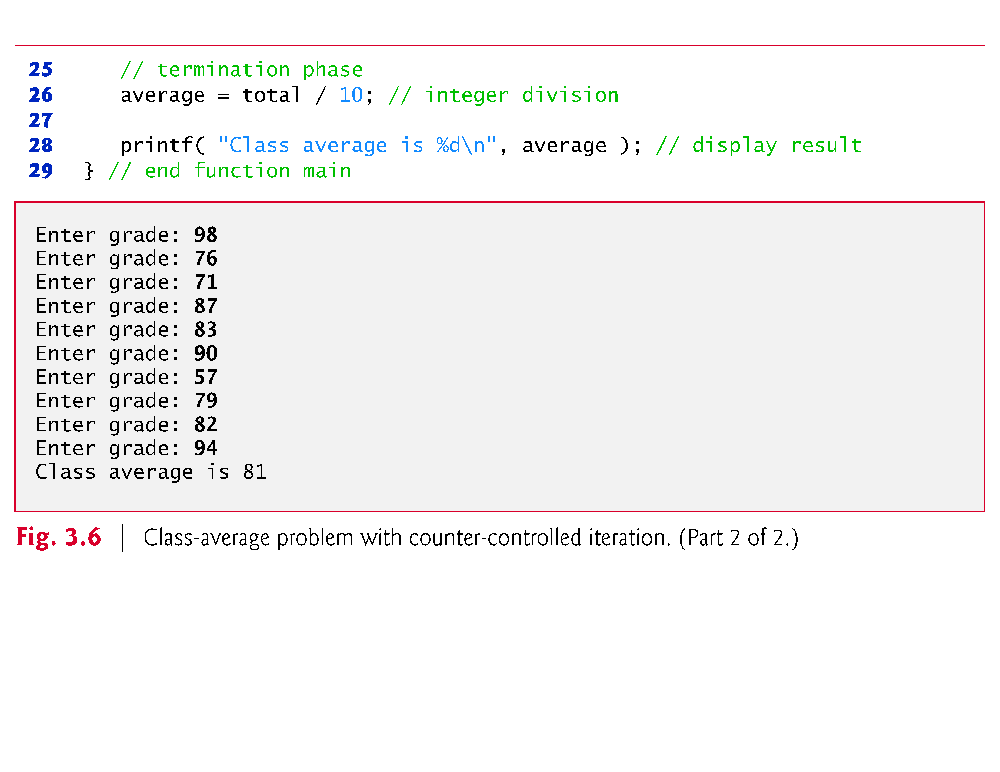 25 // termination phase
26 average = total / 10; // integer division
27
28 printf( "Class average is %d\n", average ); // display result
29 } // end function main
Enter grade: 98
Enter grade: 76
Enter grade: 71
Enter grade: 87
Enter grade: 83
Enter grade: 90
Enter grade: 57
Enter grade: 79
Enter grade: 82
Enter grade: 94
Class average is 81
Fig. 3.6 | Class-average problem with counter-controlled iteration. (Part 2 of 2.)